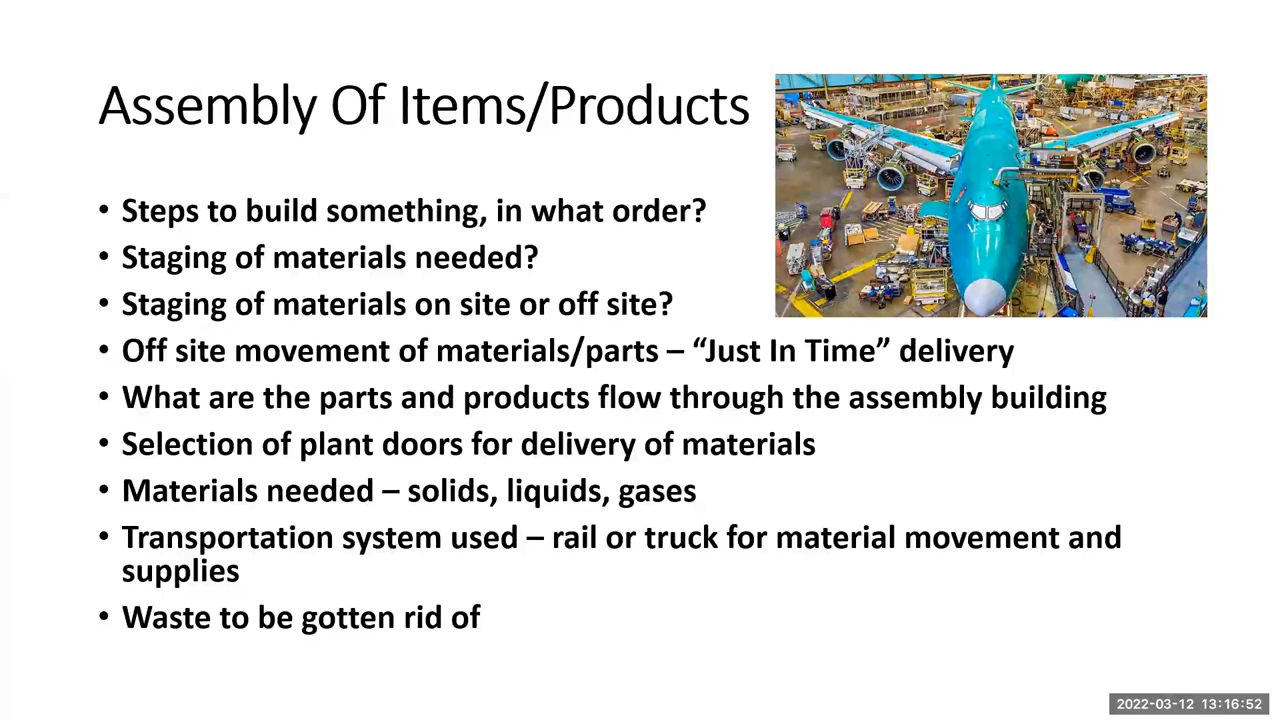 Assembly Of Items/Products
• Steps to build something, in what order?
• Staging of materials needed?
• Staging of materials on site or off site?
• Off site movement of materials/parts – “Just In Time” delivery
• What are the parts and products flow through the assembly building
• Selection of plant doors for delivery of materials
• Materials needed – solids, liquids, gases
• Transportation system used – rail or truck for material movement and
supplies
• Waste to be gotten rid of
2022-03-12 13:16:52